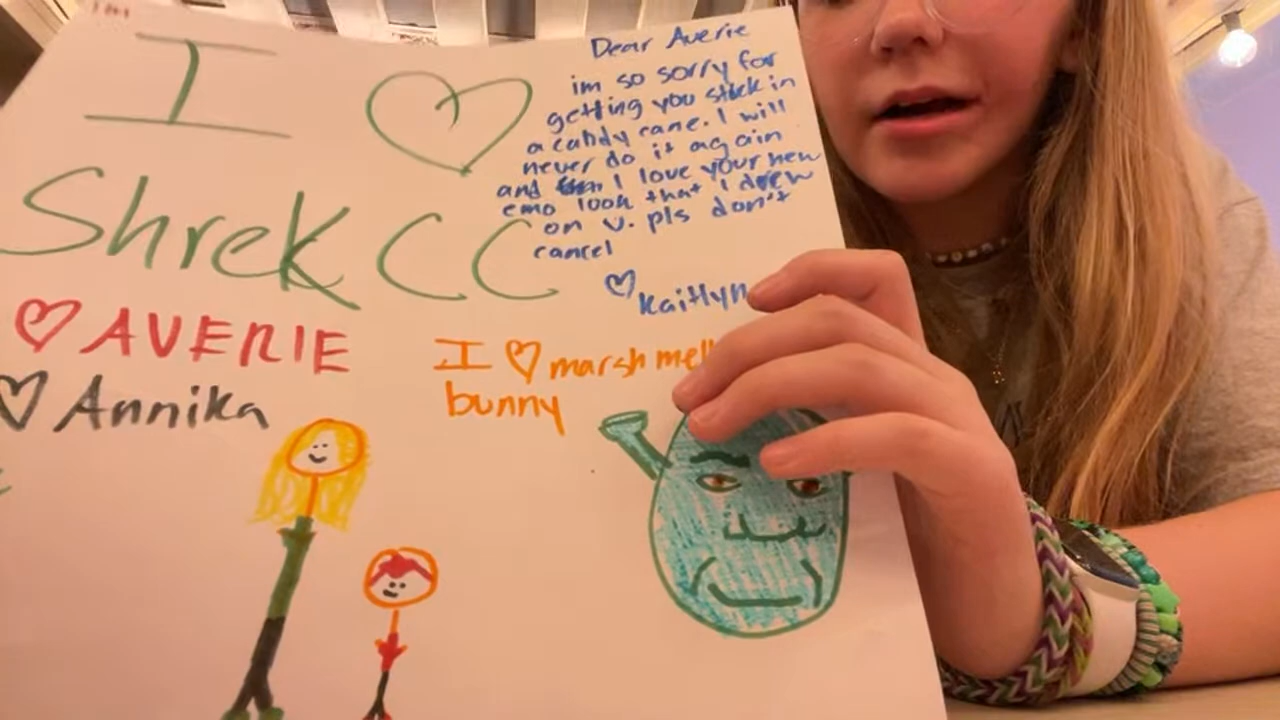 I ♡
Shrek CC
♡ AVERIE
♡ Annika
Dear Averie
im so sorry for
getting you stuck in
a candy cane. I will
never do it again
and I love your new
emo look that I drew
on u. pls don't
cancel
♡ Kaitlyn
I ♡ marshmell
bunny